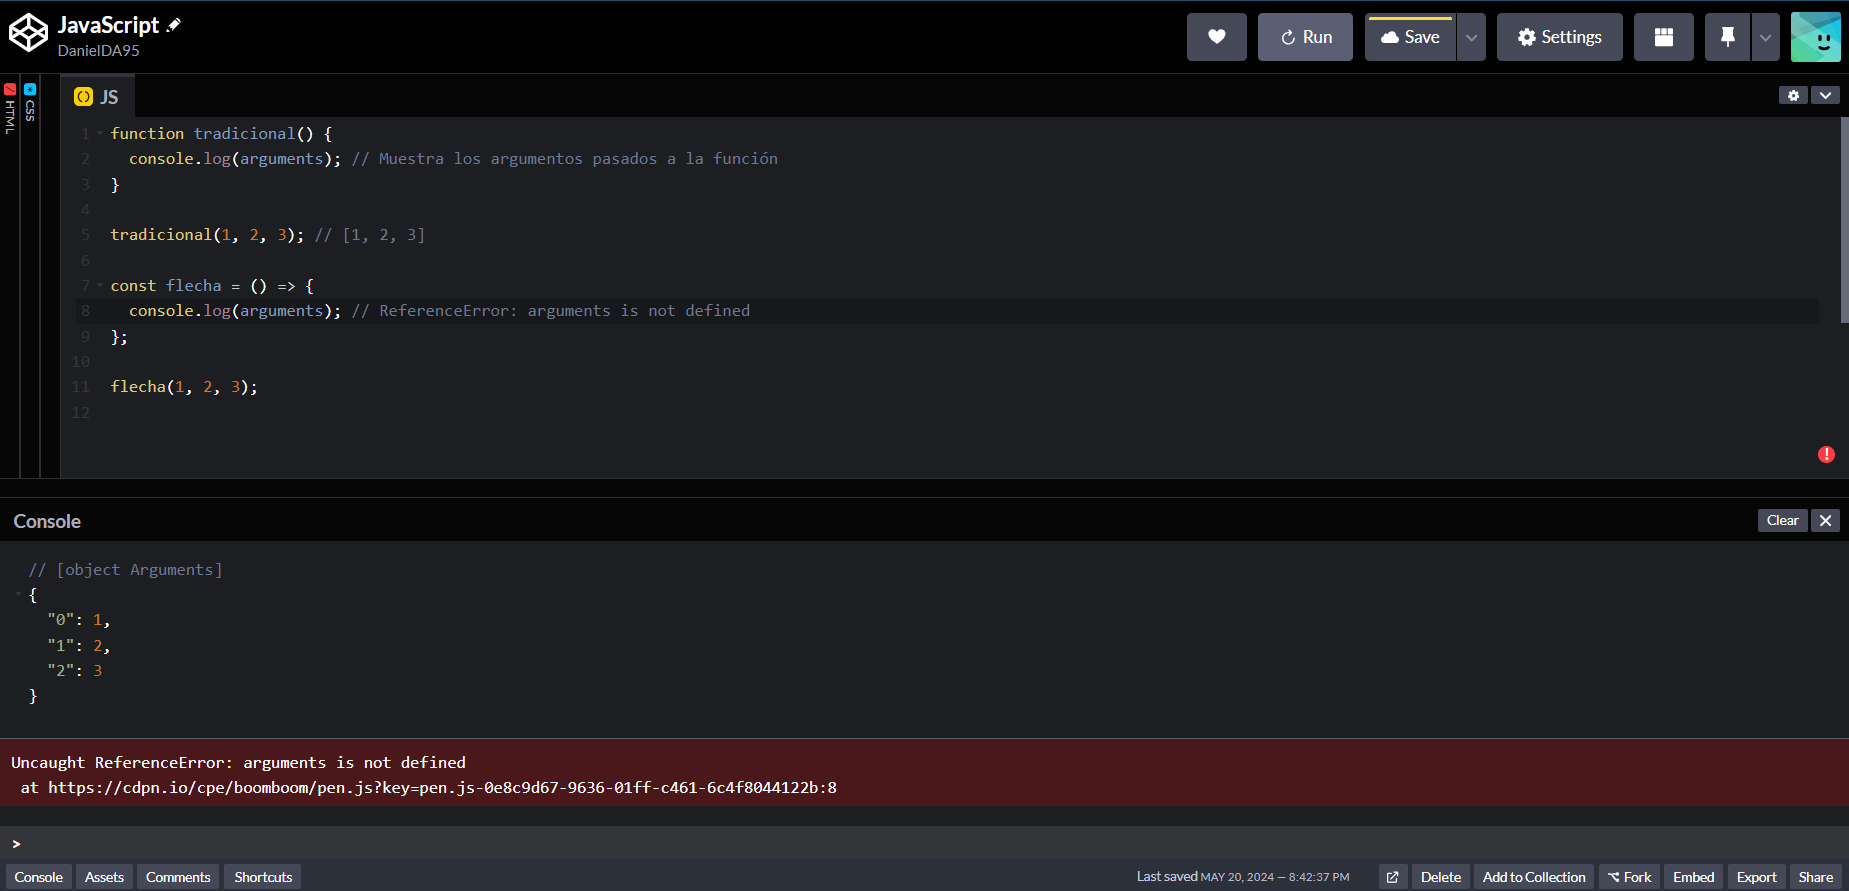 JavaScript
DanielDA95
Run
Save
Settings
HTML
CSS
JS
1 function tradicional() {
2 console.log(arguments); // Muestra los argumentos pasados a la función
3 }
4
5 tradicional(1, 2, 3); // [1, 2, 3]
6
7 const flecha = () => {
8 console.log(arguments); // ReferenceError: arguments is not defined
9 };
10
11 flecha(1, 2, 3);
12
Console
Clear
// [object Arguments]
{
"0": 1,
"1": 2,
"2": 3
}
Uncaught ReferenceError: arguments is not defined
at https://cdpn.io/cpe/boomboom/pen.js?key=pen.js-0e8c9d67-9636-01ff-c461-6c4f8044122b:8
>
Console Assets Comments Shortcuts Last saved MAY 20, 2024 — 8:42:37 PM Delete Add to Collection Fork Embed Export Share